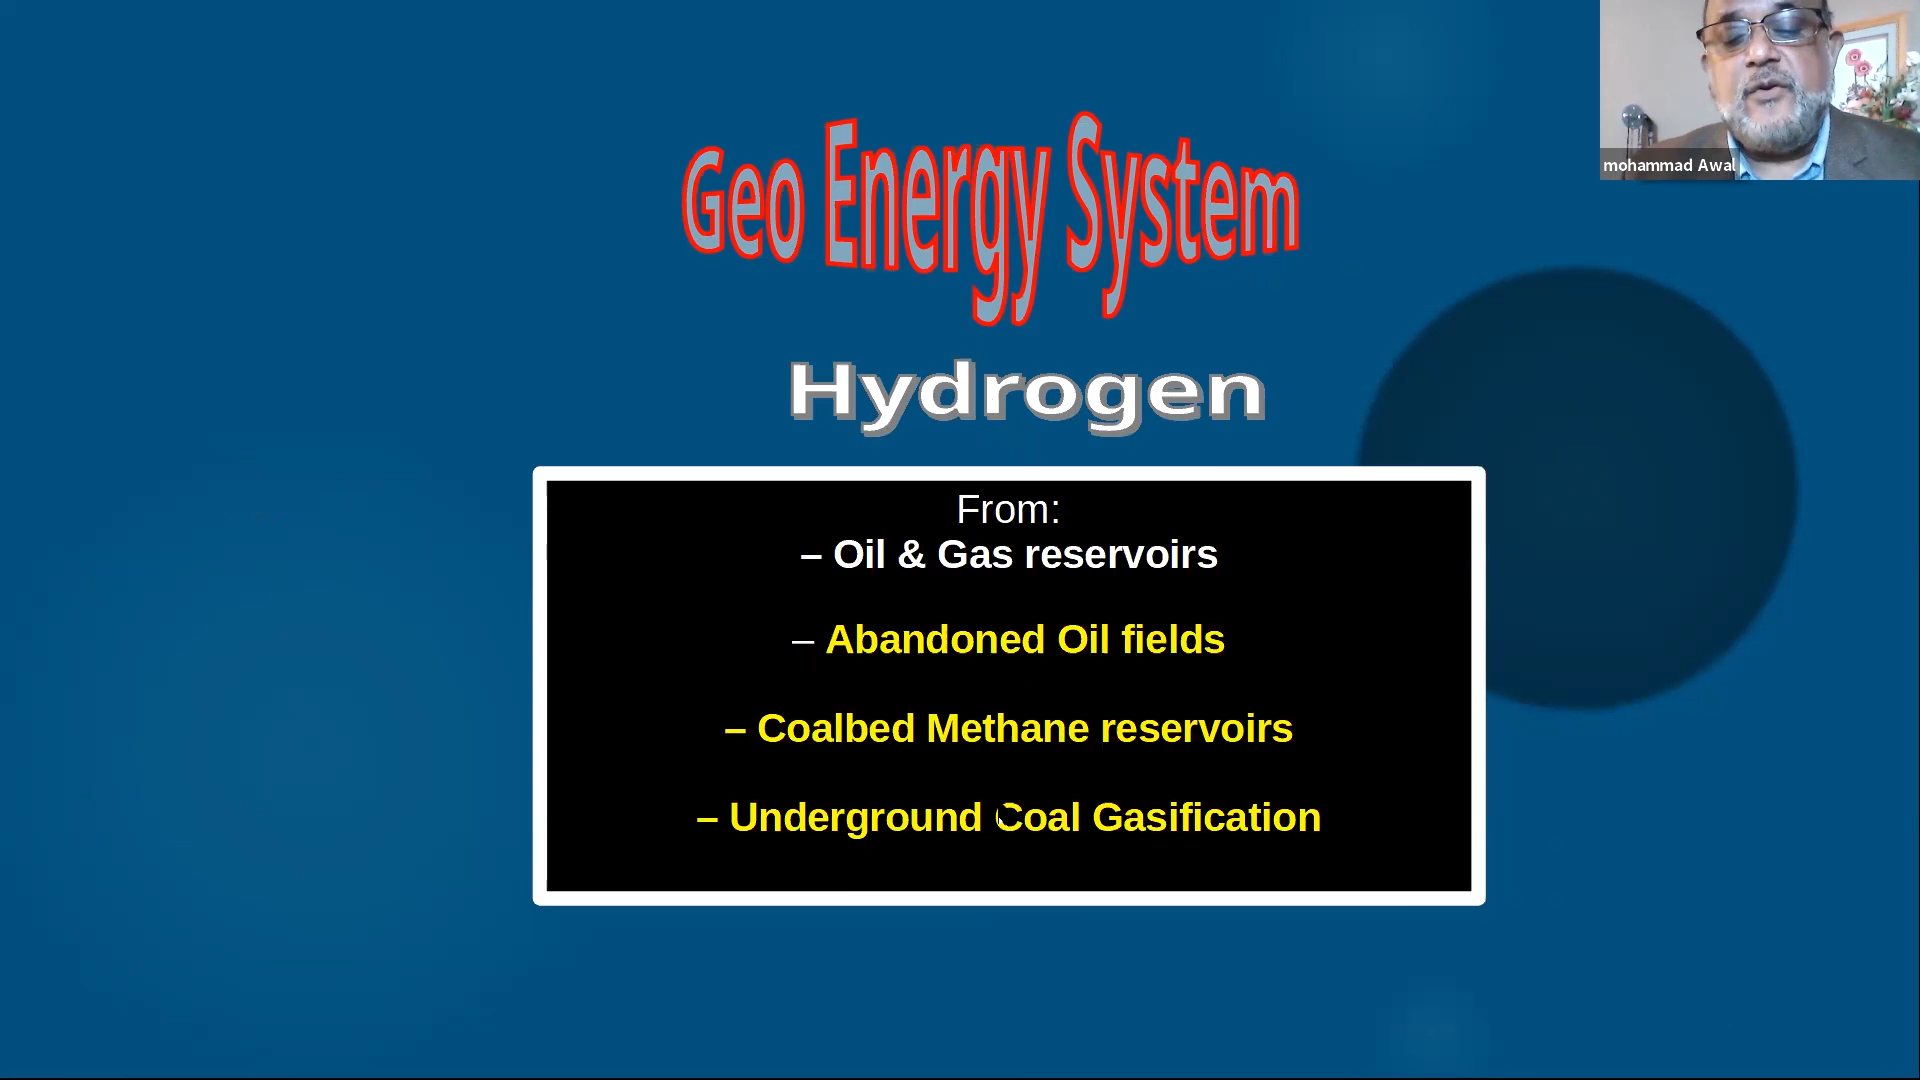 Geo Energy System
mohammad Awal
Hydrogen
From:
– Oil & Gas reservoirs
– Abandoned Oil fields
– Coalbed Methane reservoirs
– Underground Coal Gasification